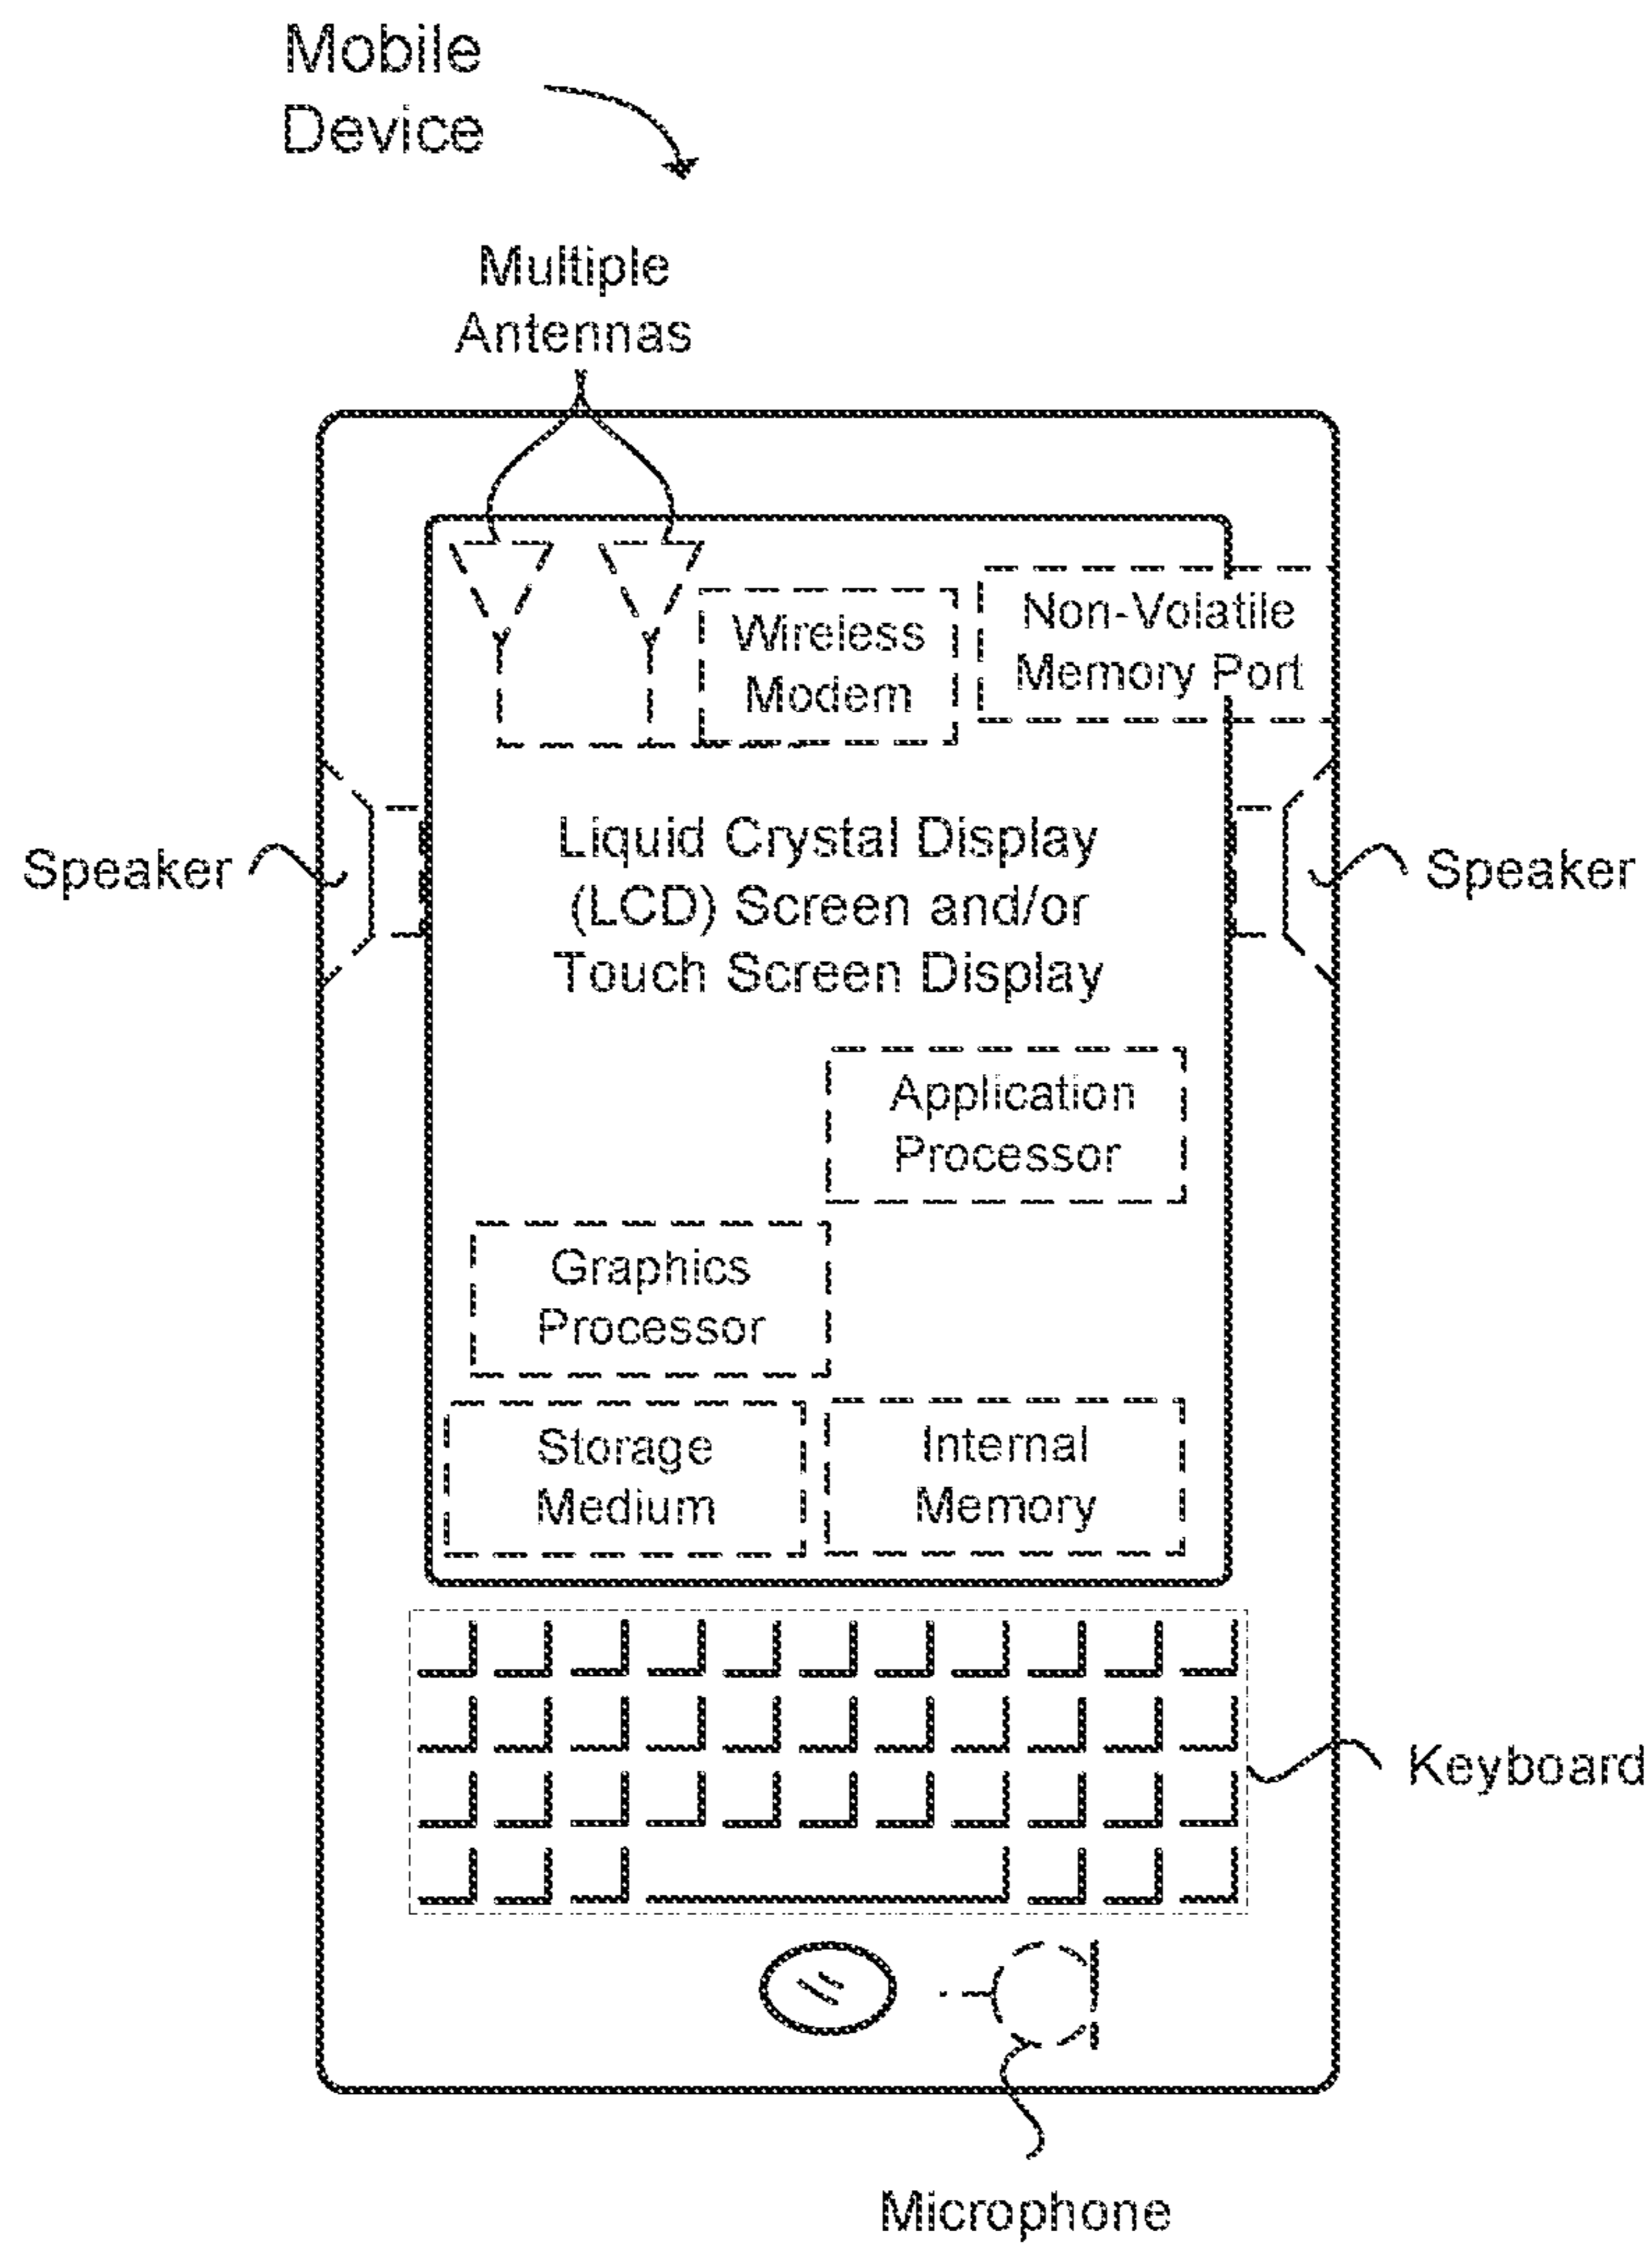 Mobile
Device
Multiple
Antennas
Wireless
Modem
Non-Volatile
Memory Port
Speaker
Liquid Crystal Display
(LCD) Screen and/or
Touch Screen Display
Speaker
Application
Processor
Graphics
Processor
Storage
Medium
Internal
Memory
Keyboard
Microphone